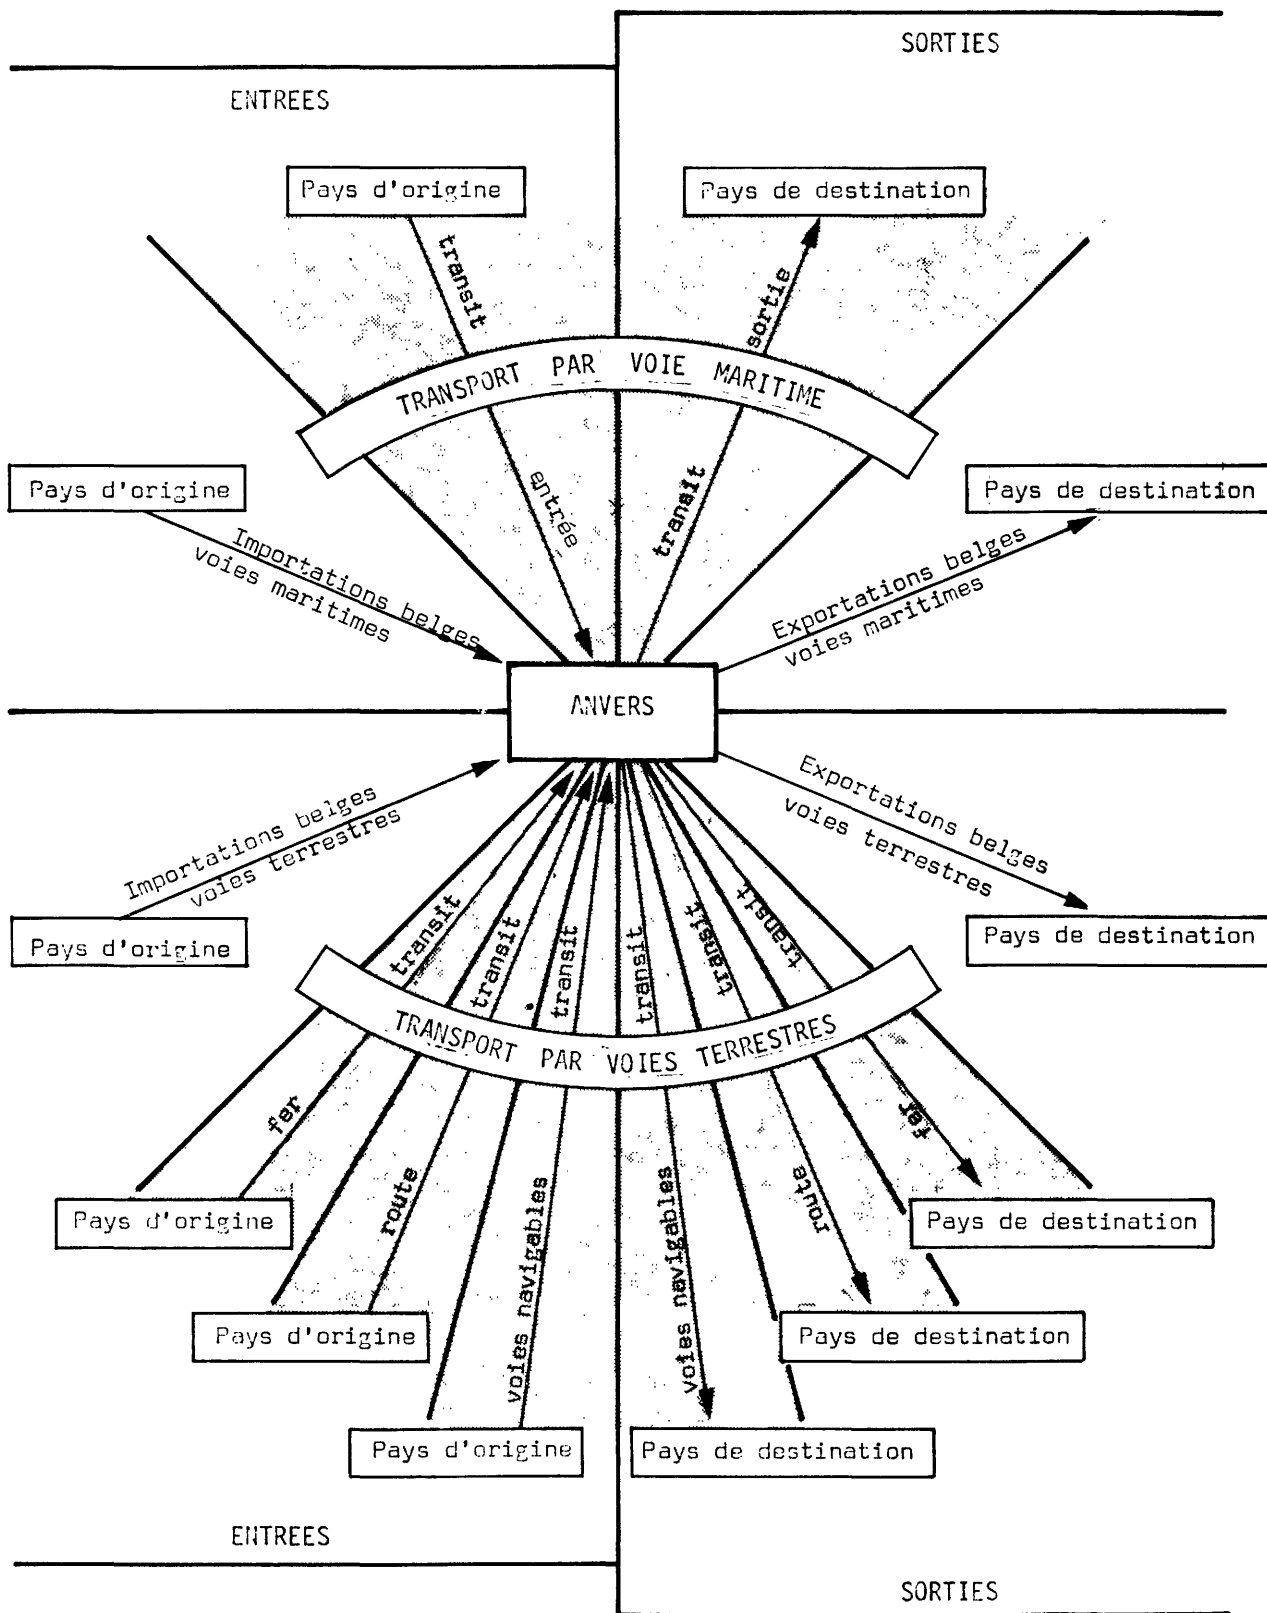 SORTIES
ENTREES
Pays d'origine
Pays de destination
transit
sortie
TRANSPORT PAR VOIE MARITIME
Pays d'origine
Pays de destination
entrée
transit
Importations belges
voies maritimes
Exportations belges
voies maritimes
ANVERS
Importations belges
voies terrestres
Exportations belges
voies terrestres
Pays d'origine
Pays de destination
transit
transit
transit
transit
transit
transit
TRANSPORT PAR VOIES TERRESTRES
fer
route
voies navigables
voies navigables
route
fer
Pays d'origine
Pays de destination
Pays d'origine
Pays de destination
Pays d'origine
Pays de destination
ENTREES
SORTIES